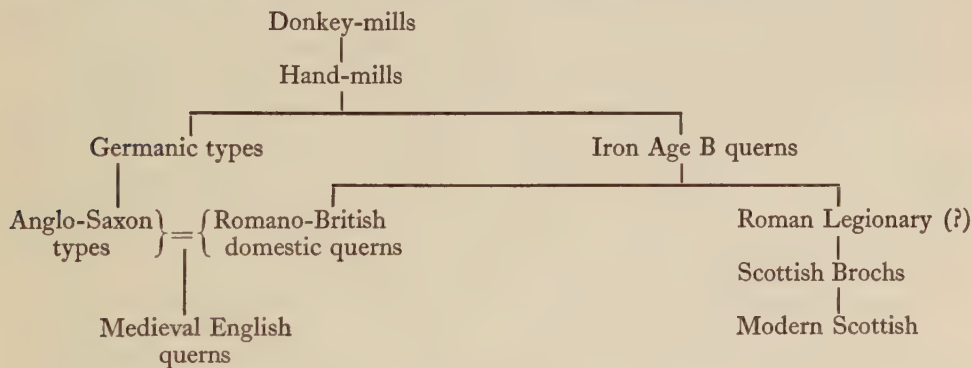 Donkey-mills
Hand-mills
Germanic types
Iron Age B querns
Anglo-Saxon
types
}={
Romano-British
domestic querns
Roman Legionary (?)
Scottish Brochs
Medieval English
querns
Modern Scottish